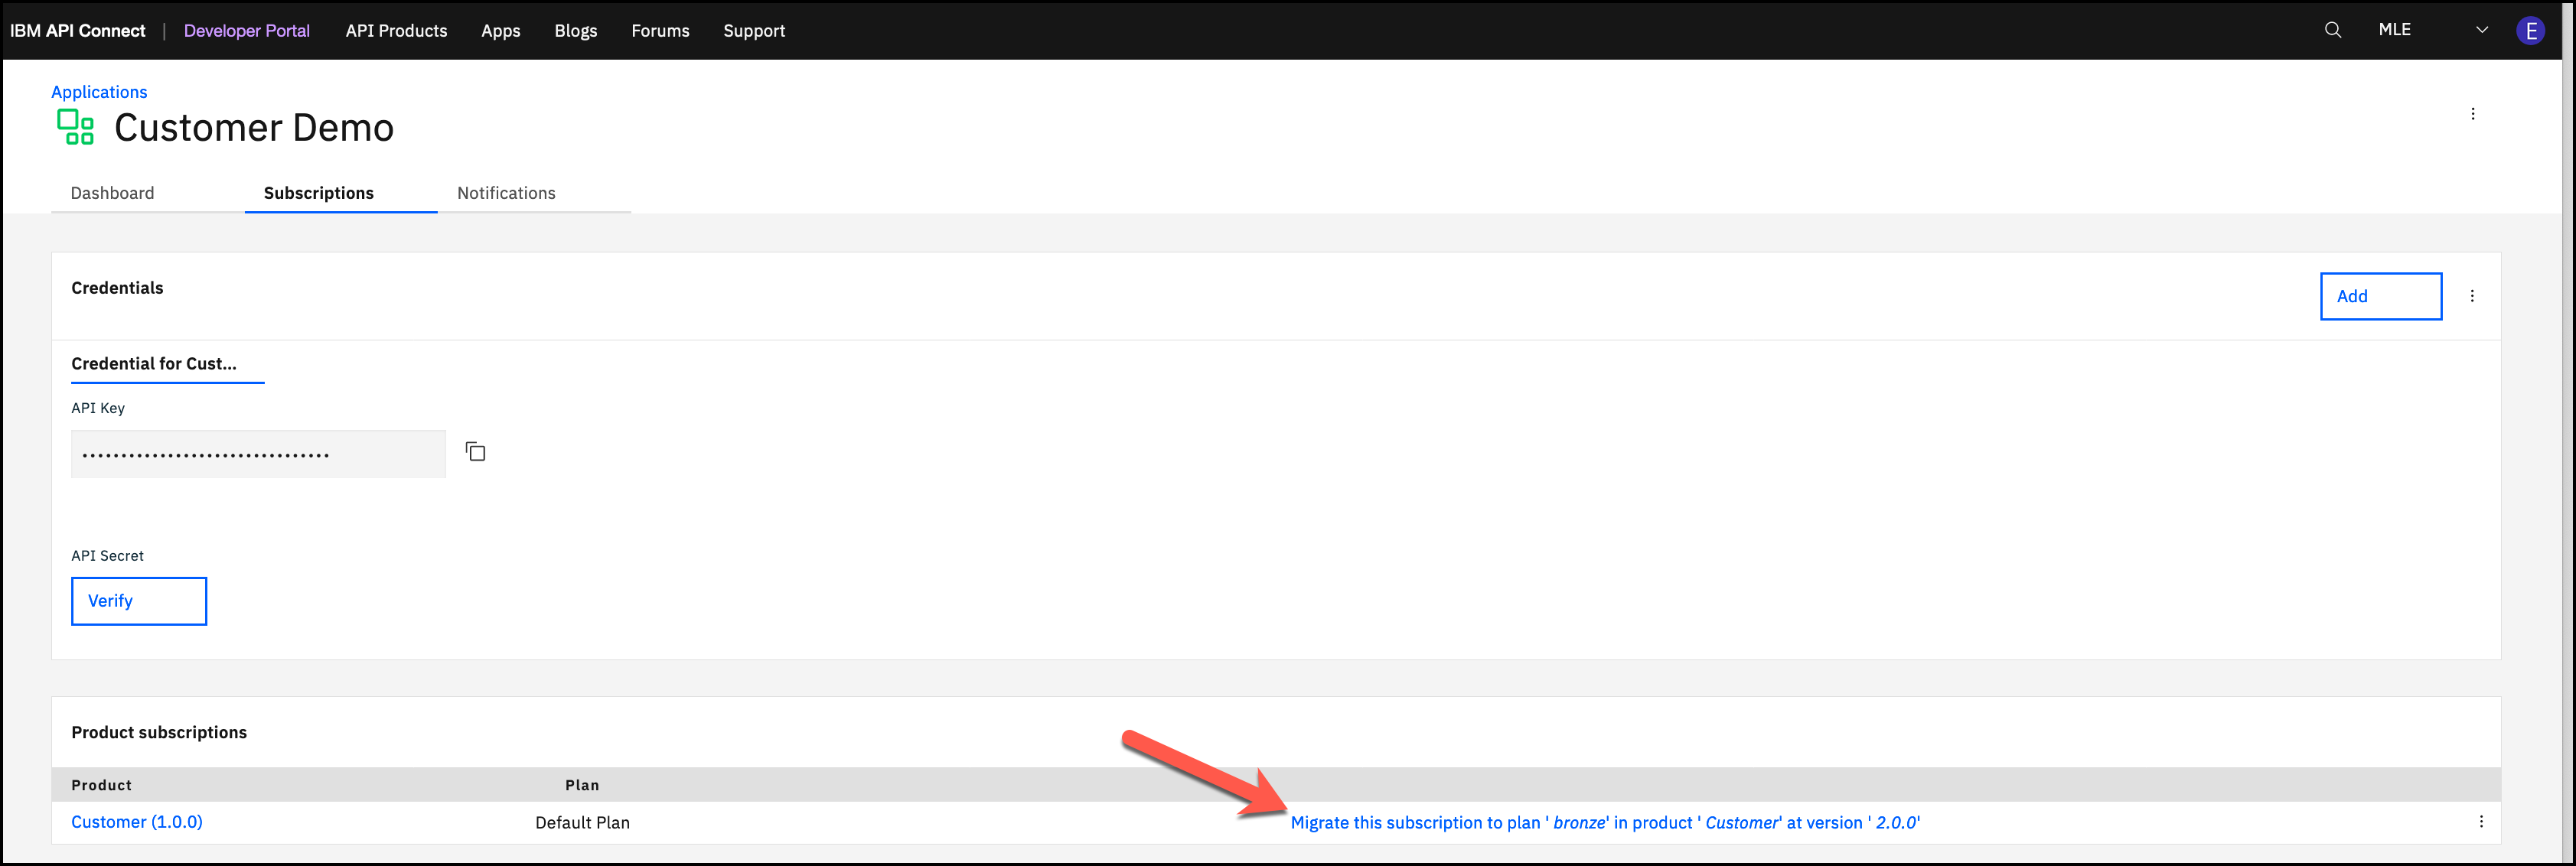 IBM API Connect | Developer Portal API Products Apps Blogs Forums Support MLE E
Applications
Customer Demo
Dashboard Subscriptions Notifications
Credentials
Add
Credential for Cust...
API Key
••••••••••••••••••••••••••••••••
API Secret
Verify
Product subscriptions
Product Plan
Customer (1.0.0) Default Plan Migrate this subscription to plan ' bronze' in product ' Customer' at version ' 2.0.0'